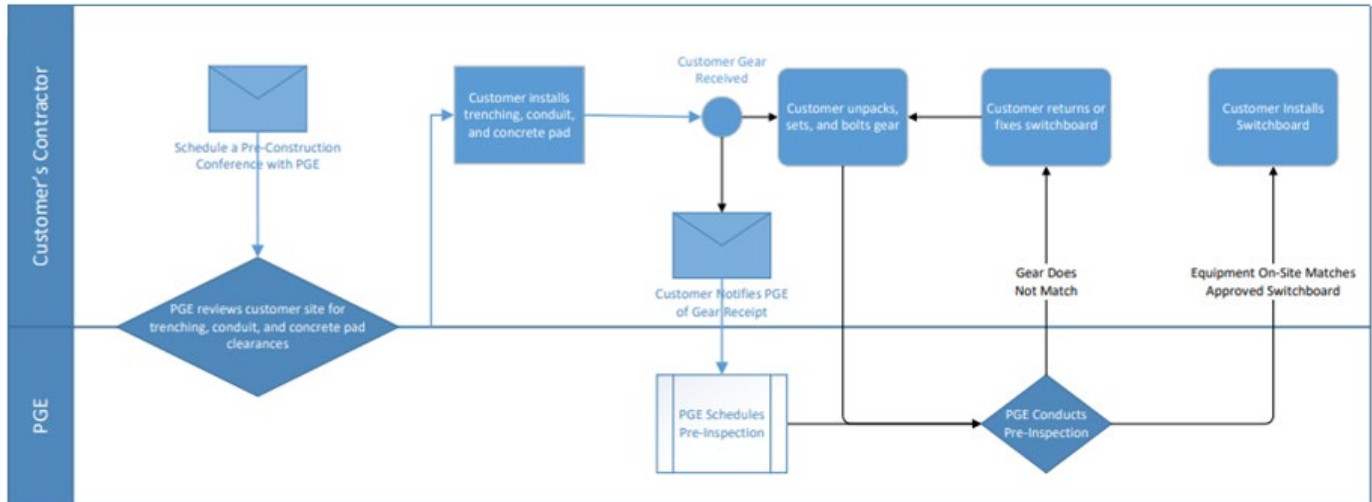 Customer's Contractor
Schedule a Pre-Construction
Conference with PGE
PGE reviews customer site for
trenching, conduit, and concrete pad
clearances
Customer installs
trenching, conduit,
and concrete pad
Customer Gear
Received
Customer Notifies PGE
of Gear Receipt
Customer unpacks,
sets, and bolts gear
Customer returns or
fixes switchboard
Customer Installs
Switchboard
Gear Does
Not Match
Equipment On-Site Matches
Approved Switchboard
PGE
PGE Schedules
Pre-Inspection
PGE Conducts
Pre-Inspection